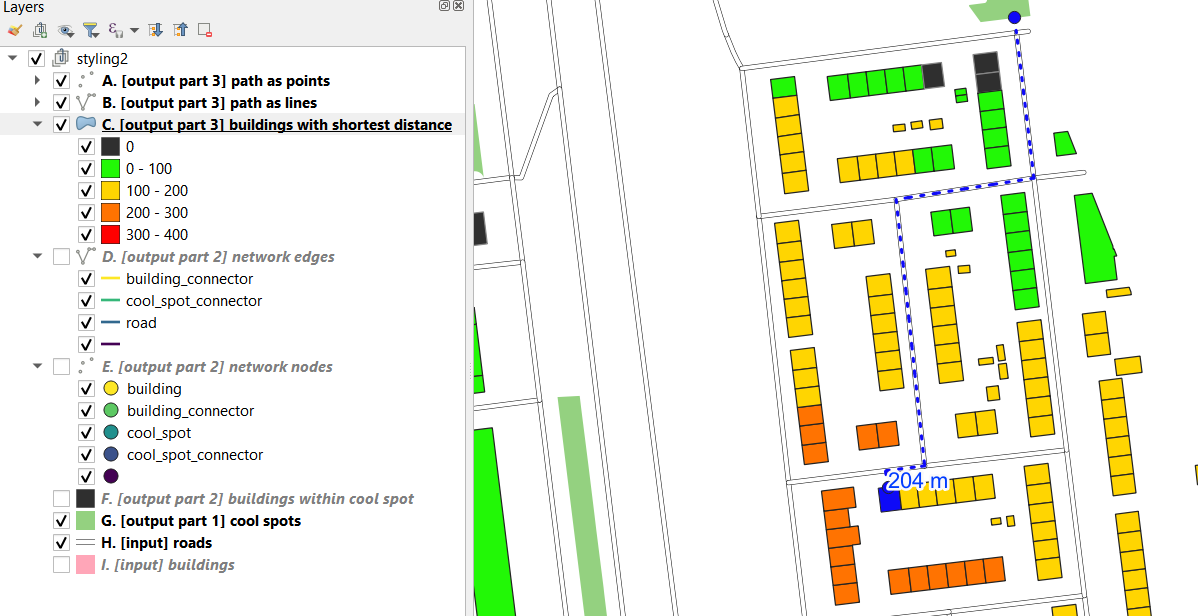 Layers
styling2
A. [output part 3] path as points
B. [output part 3] path as lines
C. [output part 3] buildings with shortest distance
0
0 - 100
100 - 200
200 - 300
300 - 400
D. [output part 2] network edges
building_connector
cool_spot_connector
road
E. [output part 2] network nodes
building
building_connector
cool_spot
cool_spot_connector
F. [output part 2] buildings within cool spot
G. [output part 1] cool spots
H. [input] roads
I. [input] buildings
204 m